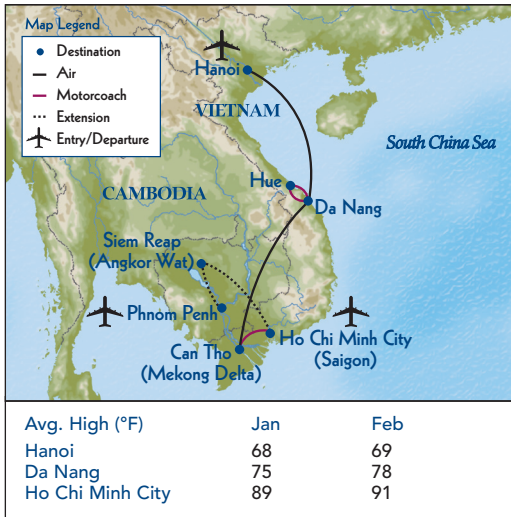 Map Legend
Destination
Air
Motorcoach
Extension
Entry/Departure
Hanoi
VIETNAM
South China Sea
Hue
Da Nang
CAMBODIA
Siem Reap
(Angkor Wat)
Phnom Penh
Ho Chi Minh City
(Saigon)
Can Tho
(Mekong Delta)
Avg. High (°F) Jan Feb
Hanoi 68 69
Da Nang 75 78
Ho Chi Minh City 89 91